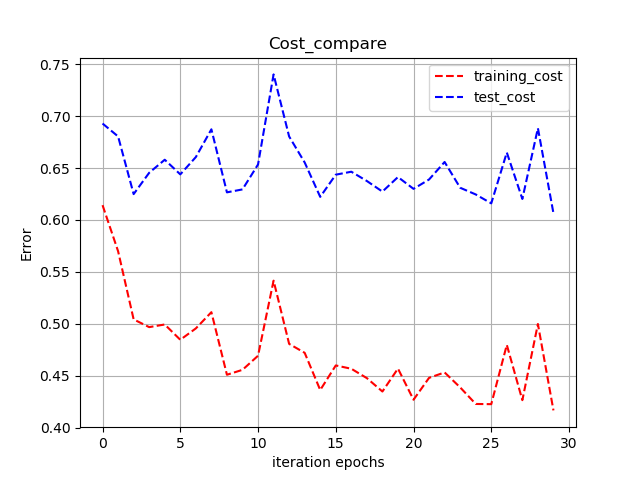 Cost_compare
training_cost
test_cost
0.75
0.70
0.65
0.60
0.55
0.50
0.45
0.40
Error
0 5 10 15 20 25 30
iteration epochs